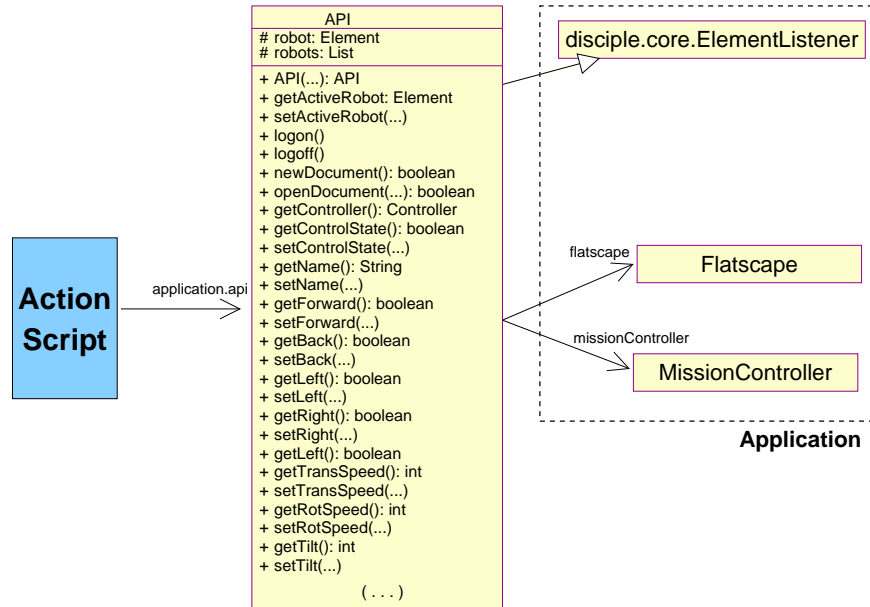 API
# robot: Element
# robots: List
+ API(...): API
+ getActiveRobot: Element
+ setActiveRobot(...)
+ logon()
+ logoff()
+ newDocument(): boolean
+ openDocument(...): boolean
+ getController(): Controller
+ getControlState(): boolean
+ setControlState(...)
+ getName(): String
+ setName(...)
+ getForward(): boolean
+ setForward(...)
+ getBack(): boolean
+ setBack(...)
+ getLeft(): boolean
+ setLeft(...)
+ getRight(): boolean
+ setRight(...)
+ getLeft(): boolean
+ getTransSpeed(): int
+ setTransSpeed(...)
+ getRotSpeed(): int
+ setRotSpeed(...)
+ getTilt(): int
+ setTilt(...)
( . . . )
Action
Script
application.api
disciple.core.ElementListener
flatscape
Flatscape
missionController
MissionController
Application